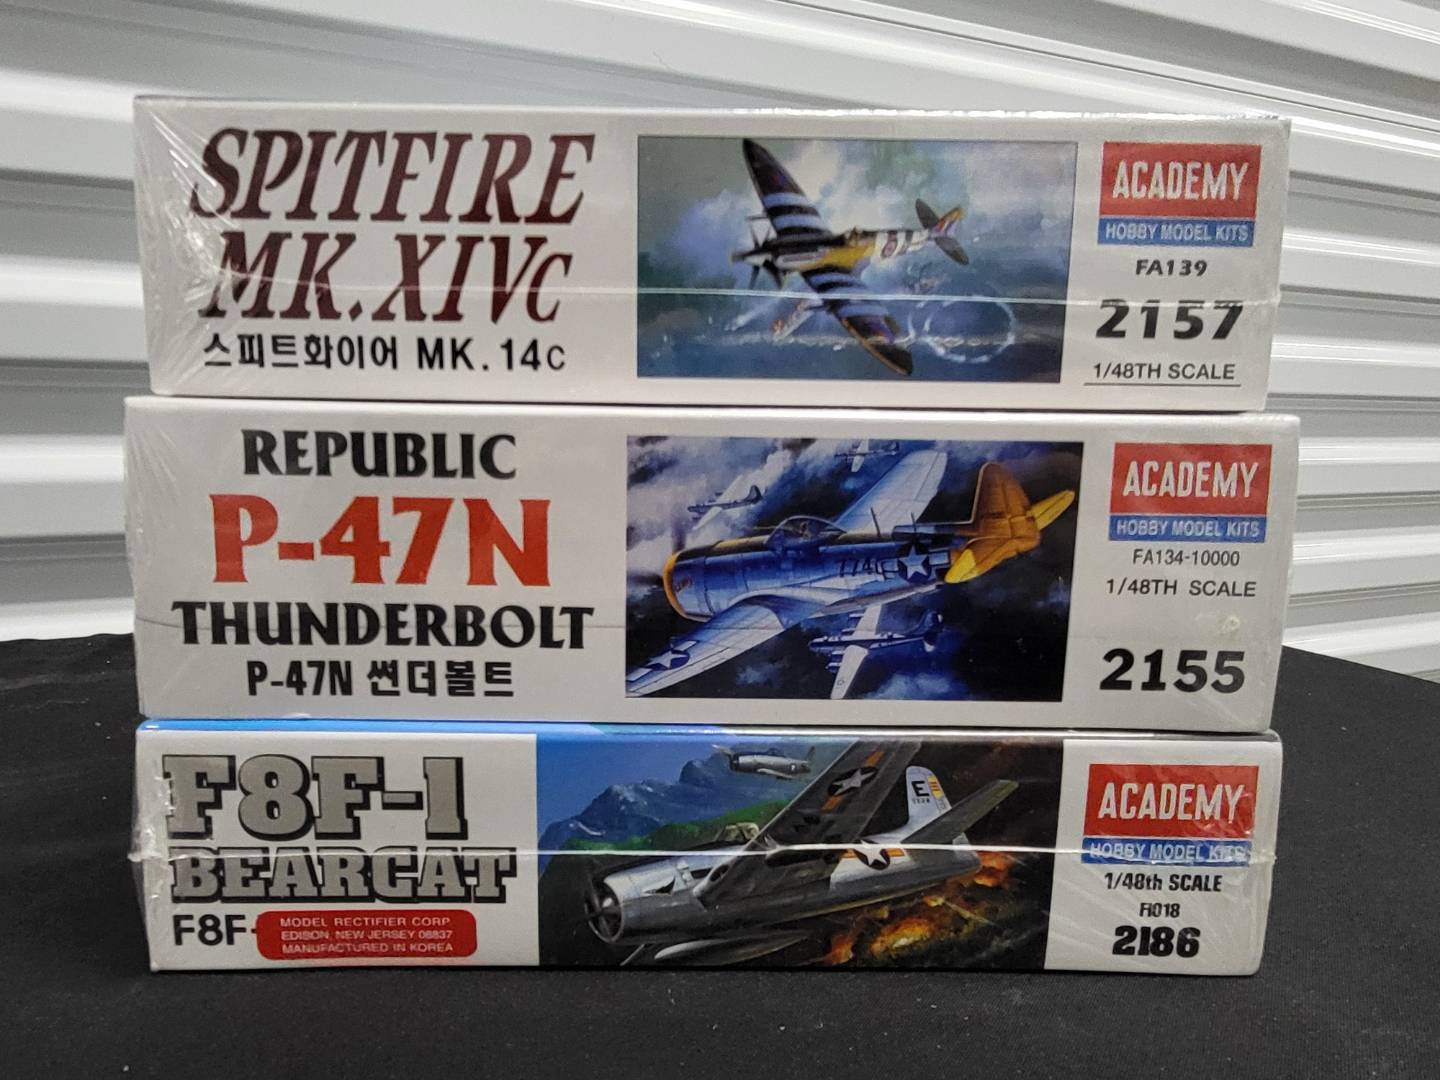 SPITFIRE
MK.XIVC
스피트화이어 MK.14C
ACADEMY
HOBBY MODEL KITS
FA139
2157
1/48TH SCALE
REPUBLIC
P-47N
THUNDERBOLT
P-47N 썬더볼트
ACADEMY
HOBBY MODEL KITS
FA134-10000
1/48TH SCALE
2155
F8F-1
BEARCAT
F8F-
MODEL RECTIFIER CORP
EDISON, NEW JERSEY 08837
MANUFACTURED IN KOREA
E
ACADEMY
HOBBY MODEL KITS
1/48th SCALE
FI018
2186